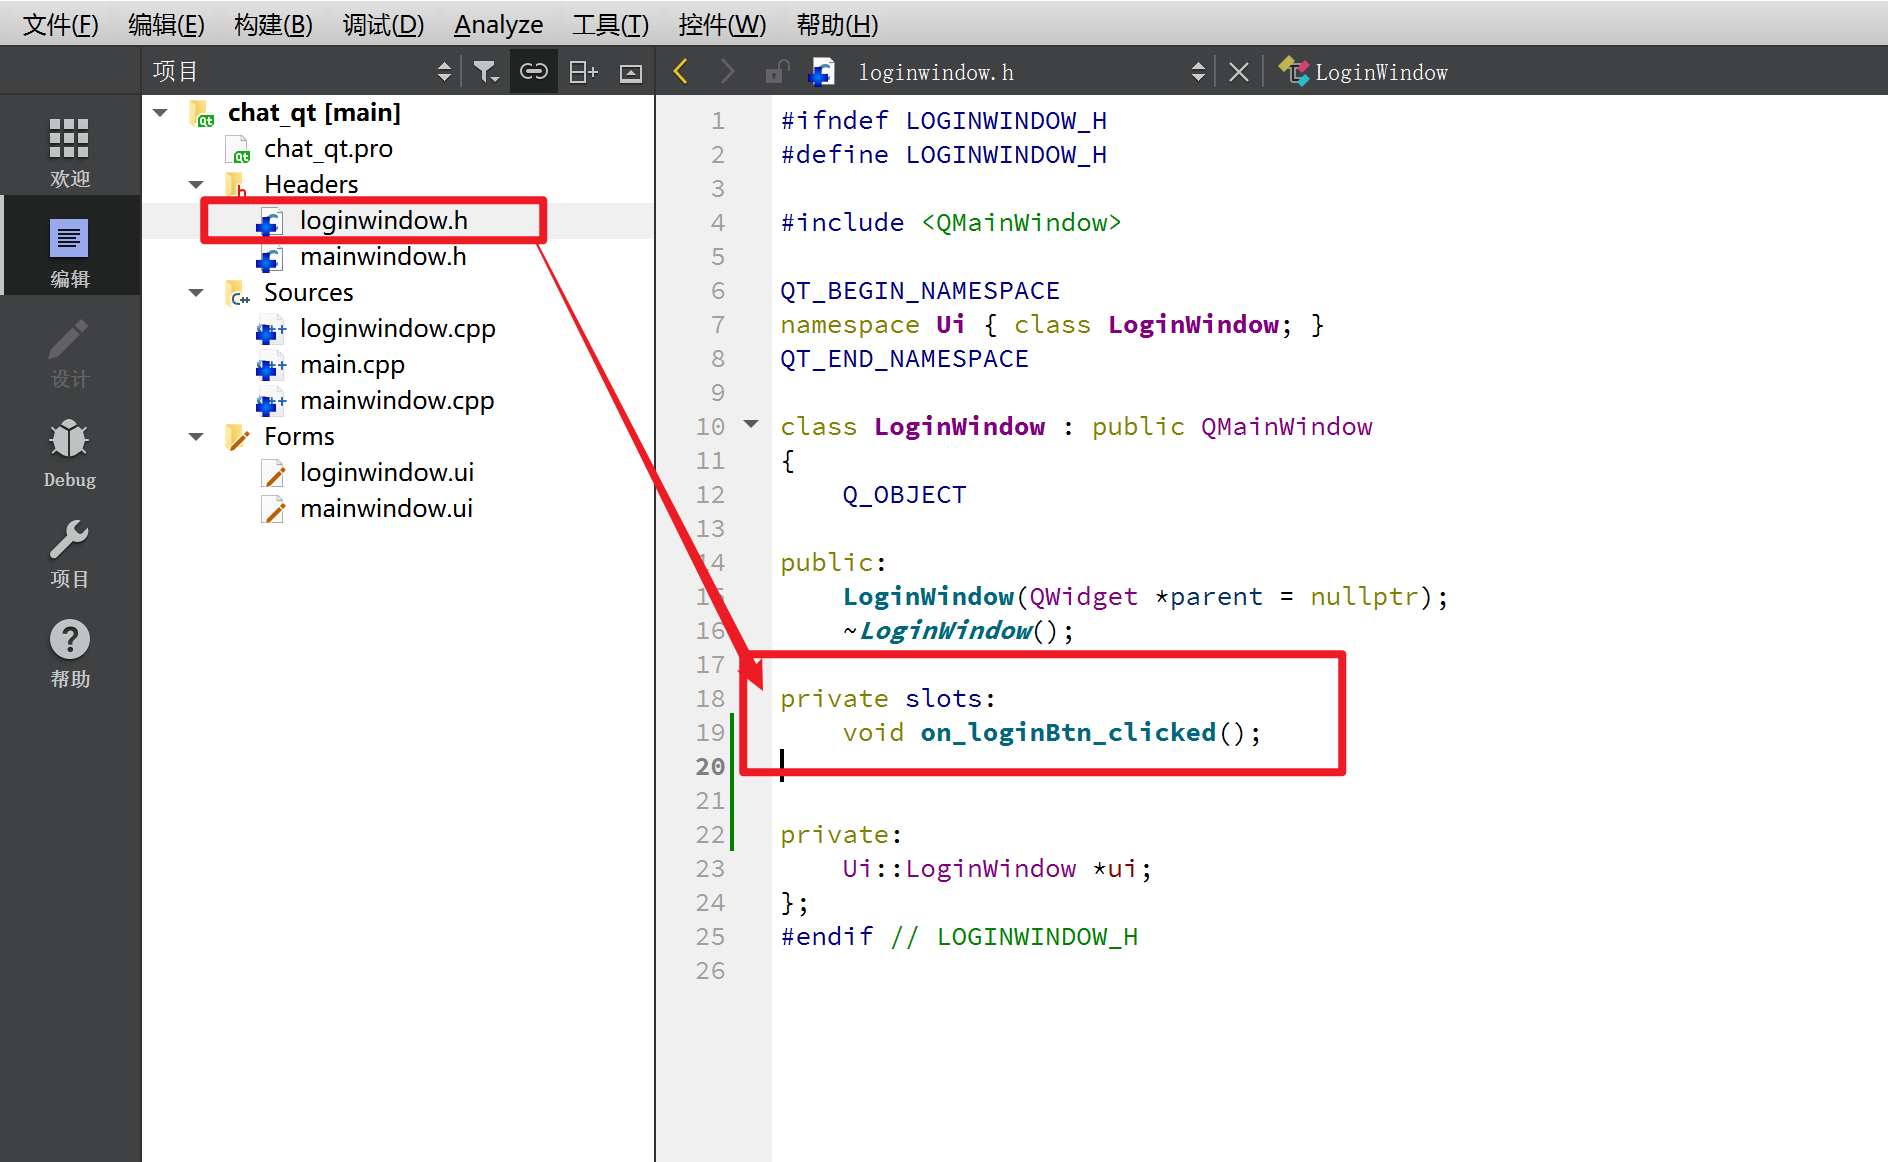 文件(F) 编辑(E) 构建(B) 调试(D) Analyze 工具(T) 控件(W) 帮助(H)
项目
loginwindow.h
LoginWindow
欢迎
编辑
设计
Debug
项目
帮助
chat_qt [main]
chat_qt.pro
Headers
loginwindow.h
mainwindow.h
Sources
loginwindow.cpp
main.cpp
mainwindow.cpp
Forms
loginwindow.ui
mainwindow.ui
1 #ifndef LOGINWINDOW_H
2 #define LOGINWINDOW_H
3
4 #include <QMainWindow>
5
6 QT_BEGIN_NAMESPACE
7 namespace Ui { class LoginWindow; }
8 QT_END_NAMESPACE
9
10 class LoginWindow : public QMainWindow
11 {
12 Q_OBJECT
13
14 public:
15 LoginWindow(QWidget *parent = nullptr);
16 ~LoginWindow();
17
18 private slots:
19 void on_loginBtn_clicked();
20
21
22 private:
23 Ui::LoginWindow *ui;
24 };
25 #endif // LOGINWINDOW_H
26